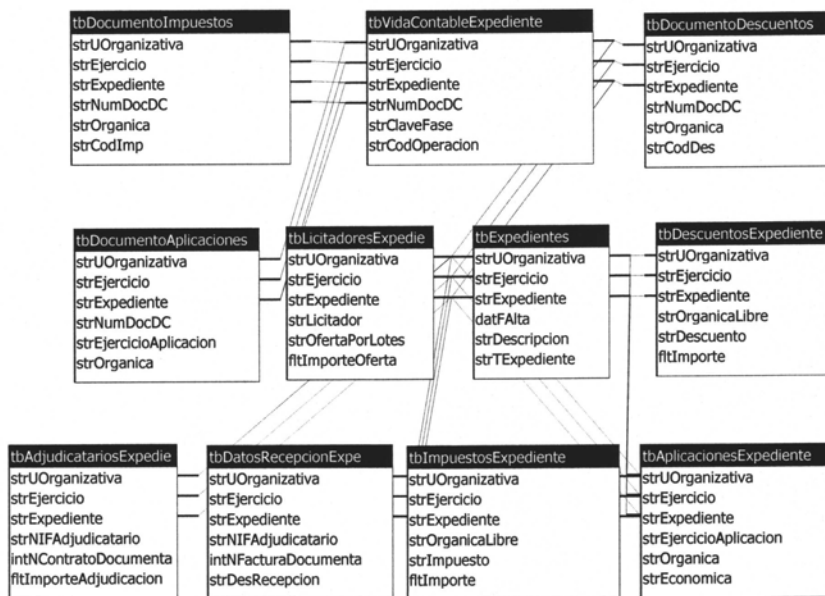 tbDocumentoImpuestos
strUOrganizativa
strEjercicio
strExpediente
strNumDocDC
strOrganica
strCodImp
tbVidaContableExpediente
strUOrganizativa
strEjercicio
strExpediente
strNumDocDC
strClaveFase
strCodOperacion
tbDocumentoDescuentos
strUOrganizativa
strEjercicio
strExpediente
strNumDocDC
strOrganica
strCodDes
tbDocumentoAplicaciones
strUOrganizativa
strEjercicio
strExpediente
strNumDocDC
strEjercicioAplicacion
strOrganica
tbLicitadoresExpedie
strUOrganizativa
strEjercicio
strExpediente
strLicitador
strOfertaPorLotes
fltImporteOferta
tbExpedientes
strUOrganizativa
strEjercicio
strExpediente
datFAlta
strDescripcion
strTExpediente
tbDescuentosExpediente
strUOrganizativa
strEjercicio
strExpediente
strOrganicaLibre
strDescuento
fltImporte
tbAdjudicatariosExpedie
strUOrganizativa
strEjercicio
strExpediente
strNIFAdjudicatario
intNContratoDocumenta
fltImporteAdjudicacion
tbDatosRecepcionExpe
strUOrganizativa
strEjercicio
strExpediente
strNIFAdjudicatario
intNFacturaDocumenta
strDesRecepcion
tbImpuestosExpediente
strUOrganizativa
strEjercicio
strExpediente
strOrganicaLibre
strImpuesto
fltImporte
tbAplicacionesExpediente
strUOrganizativa
strEjercicio
strExpediente
strEjercicioAplicacion
strOrganica
strEconomica